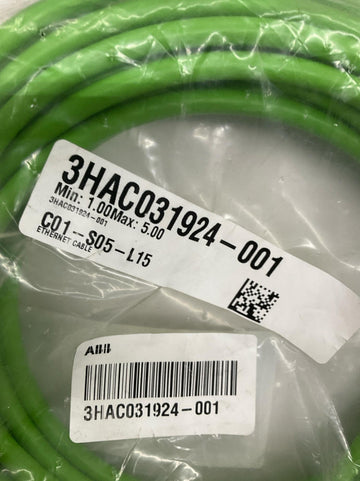 3HAC031924-001
Min: 1.00Max: 5.00
3HAC031924-001
C01-S05-L15
ETHERNET CABLE
ABB
3HAC031924-001